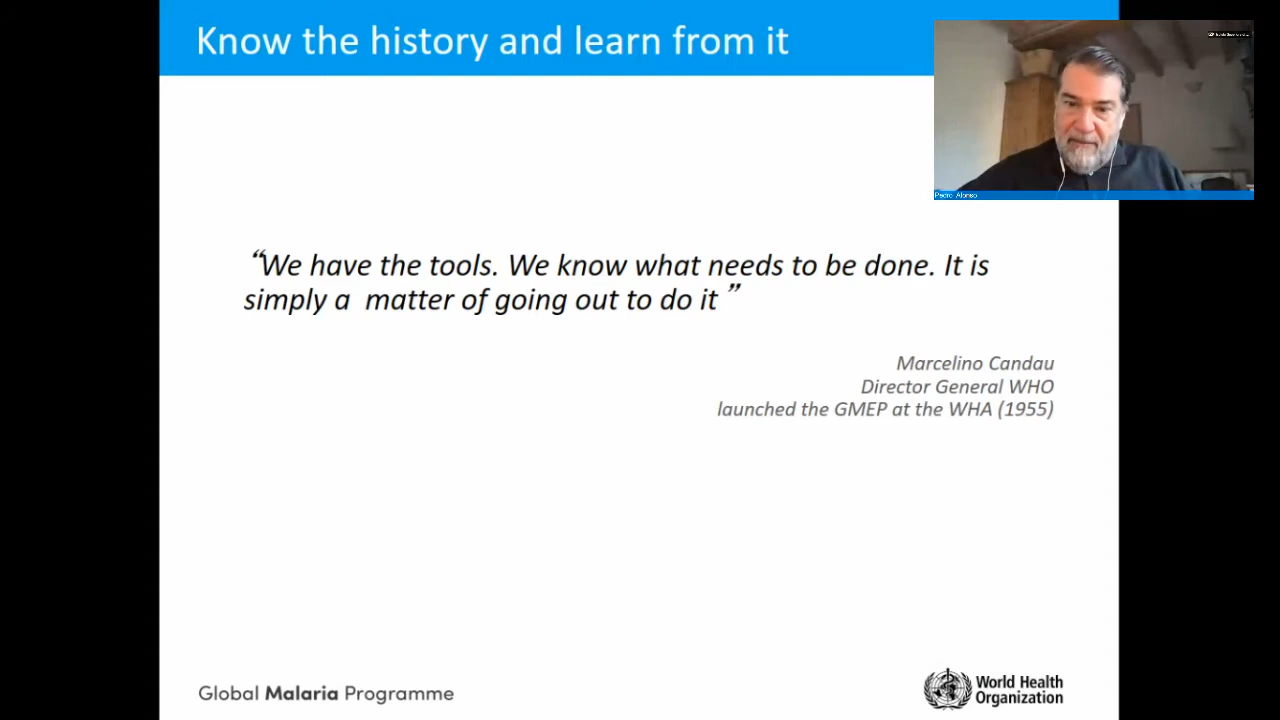 Know the history and learn from it
Pedro Alonso
“We have the tools. We know what needs to be done. It is
simply a matter of going out to do it ”
Marcelino Candau
Director General WHO
launched the GMEP at the WHA (1955)
Global Malaria Programme
World Health
Organization